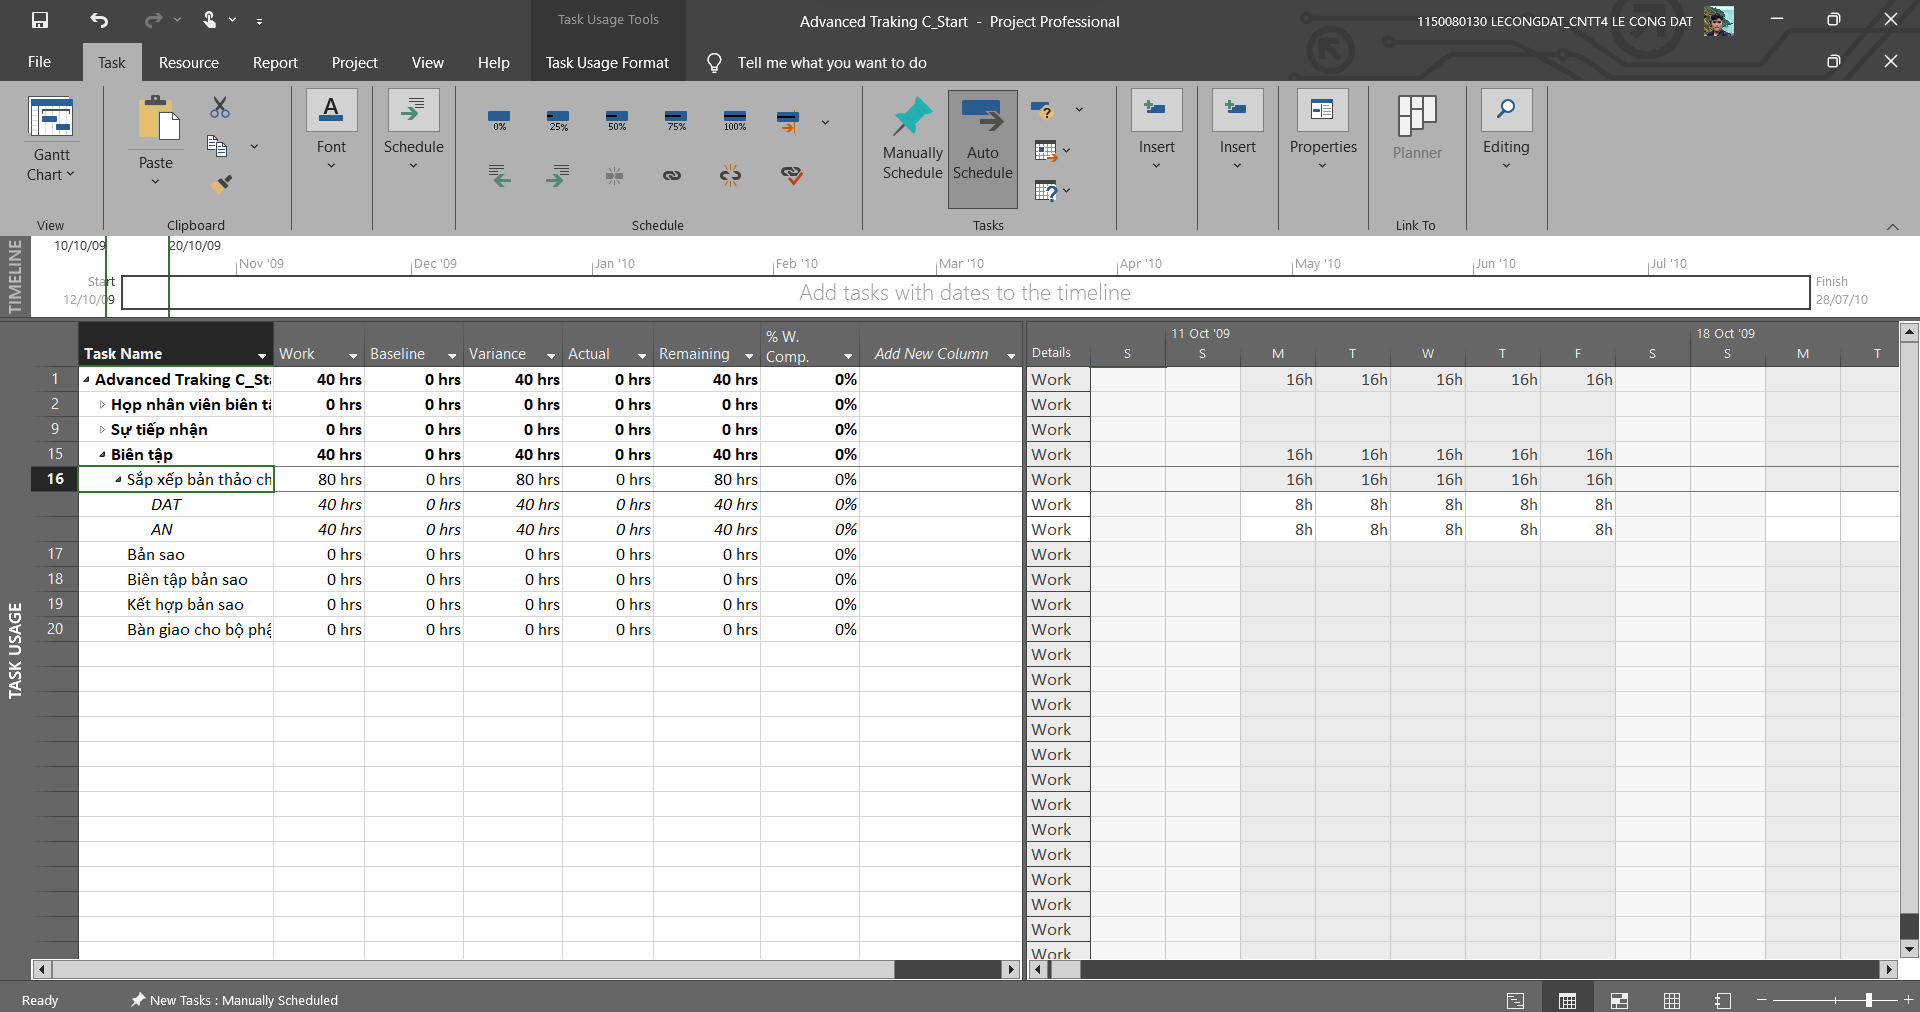 Task Usage Tools
Advanced Traking C_Start - Project Professional
1150080130 LECONGDAT_CNTT4 LE CONG DAT
File Task Resource Report Project View Help Task Usage Format Tell me what you want to do
Gantt Chart
View
Paste
Clipboard
Font
Schedule
0% 25% 50% 75% 100%
Schedule
Manually Schedule
Auto Schedule
Tasks
Insert
Insert
Properties
Planner
Link To
Editing
TIMELINE
10/10/09 20/10/09
Nov '09 Dec '09 Jan '10 Feb '10 Mar '10 Apr '10 May '10 Jun '10 Jul '10
Start
12/10/09
Add tasks with dates to the timeline
Finish
28/07/10
TASK USAGE
11 Oct '09 18 Oct '09
Task Name Work Baseline Variance Actual Remaining % W. Comp. Add New Column Details S S M T W T F S S M T
1 Advanced Traking C_Sta 40 hrs 0 hrs 40 hrs 0 hrs 40 hrs 0% Work 16h 16h 16h 16h 16h
2 Họp nhân viên biên tậ 0 hrs 0 hrs 0 hrs 0 hrs 0 hrs 0% Work
9 Sự tiếp nhận 0 hrs 0 hrs 0 hrs 0 hrs 0 hrs 0% Work
15 Biên tập 40 hrs 0 hrs 40 hrs 0 hrs 40 hrs 0% Work 16h 16h 16h 16h 16h
16 Sắp xếp bản thảo ch 80 hrs 0 hrs 80 hrs 0 hrs 80 hrs 0% Work 16h 16h 16h 16h 16h
DAT 40 hrs 0 hrs 40 hrs 0 hrs 40 hrs 0% Work 8h 8h 8h 8h 8h
AN 40 hrs 0 hrs 40 hrs 0 hrs 40 hrs 0% Work 8h 8h 8h 8h 8h
17 Bản sao 0 hrs 0 hrs 0 hrs 0 hrs 0 hrs 0% Work
18 Biên tập bản sao 0 hrs 0 hrs 0 hrs 0 hrs 0 hrs 0% Work
19 Kết hợp bản sao 0 hrs 0 hrs 0 hrs 0 hrs 0 hrs 0% Work
20 Bàn giao cho bộ phậ 0 hrs 0 hrs 0 hrs 0 hrs 0 hrs 0% Work
Work
Work
Work
Work
Work
Work
Work
Work
Work
Work
Work
Work
Work
Ready New Tasks : Manually Scheduled